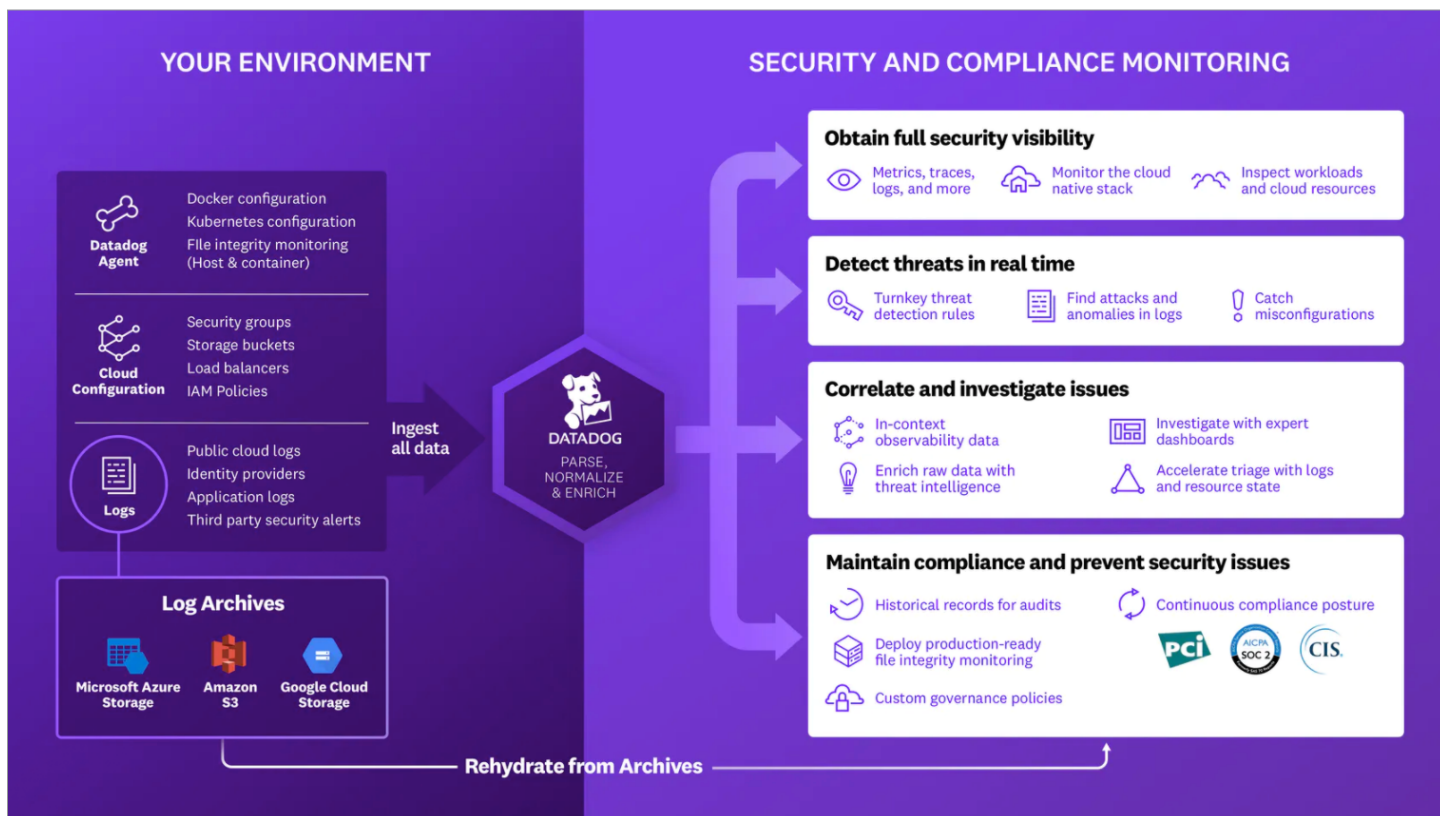 YOUR ENVIRONMENT
Datadog
Agent
Docker configuration
Kubernetes configuration
FIle integrity monitoring
(Host & container)
Cloud
Configuration
Security groups
Storage buckets
Load balancers
IAM Policies
Logs
Public cloud logs
Identity providers
Application logs
Third party security alerts
Log Archives
Microsoft Azure
Storage
Amazon
S3
Google Cloud
Storage
Ingest
all data
DATADOG
PARSE,
NORMALIZE
& ENRICH
SECURITY AND COMPLIANCE MONITORING
Obtain full security visibility
Metrics, traces,
logs, and more
Monitor the cloud
native stack
Inspect workloads
and cloud resources
Detect threats in real time
Turnkey threat
detection rules
Find attacks and
anomalies in logs
Catch
misconfigurations
Correlate and investigate issues
In-context
observability data
Investigate with expert
dashboards
Enrich raw data with
threat intelligence
Accelerate triage with logs
and resource state
Maintain compliance and prevent security issues
Historical records for audits
Deploy production-ready
file integrity monitoring
Custom governance policies
Continuous compliance posture
PCi
AICPA
SOC 2
CIS.
Rehydrate from Archives